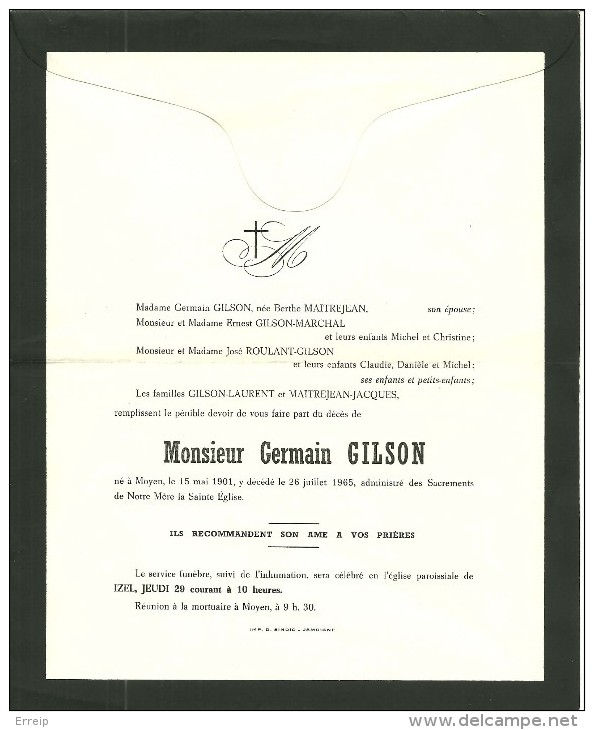 M
Madame Germain GILSON, née Berthe MAITREJEAN, son épouse;
Monsieur et Madame Ernest GILSON-MARCHAL
et leurs enfants Michel et Christine;
Monsieur et Madame José ROULANT-GILSON
et leurs enfants Claudie, Danièle et Michel;
ses enfants et petits-enfants;
Les familles GILSON-LAURENT et MAITREJEAN-JACQUES,
remplissent le pénible devoir de vous faire part du décès de
Monsieur Germain GILSON
né à Moyen, le 15 mai 1901, y décédé le 26 juillet 1965, administré des Sacrements
de Notre Mère la Sainte Église.
ILS RECOMMANDENT SON AME A VOS PRIÈRES
Le service funèbre, suivi de l'inhumation, sera célébré en l'église paroissiale de
IZEL, JEUDI 29 courant à 10 heures.
Réunion à la mortuaire à Moyen, à 9 h. 30.
IMP. - JAMOIGNE
Erreip
delcampe.net